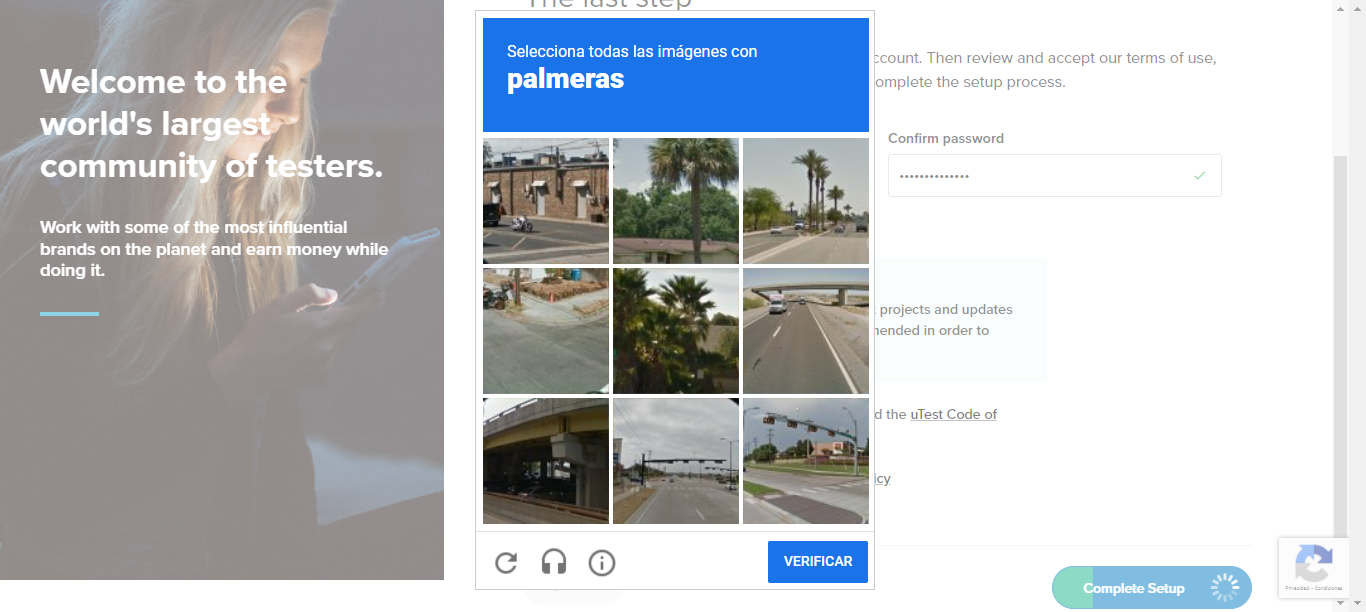 The last step
Welcome to the
world's largest
community of testers.
Work with some of the most influential
brands on the planet and earn money while
doing it.
Selecciona todas las imágenes con
palmeras
VERIFICAR
ccount. Then review and accept our terms of use,
omplete the setup process.
Confirm password
projects and updates
mended in order to
d the uTest Code of
icy
Complete Setup
Privacidad - Condiciones